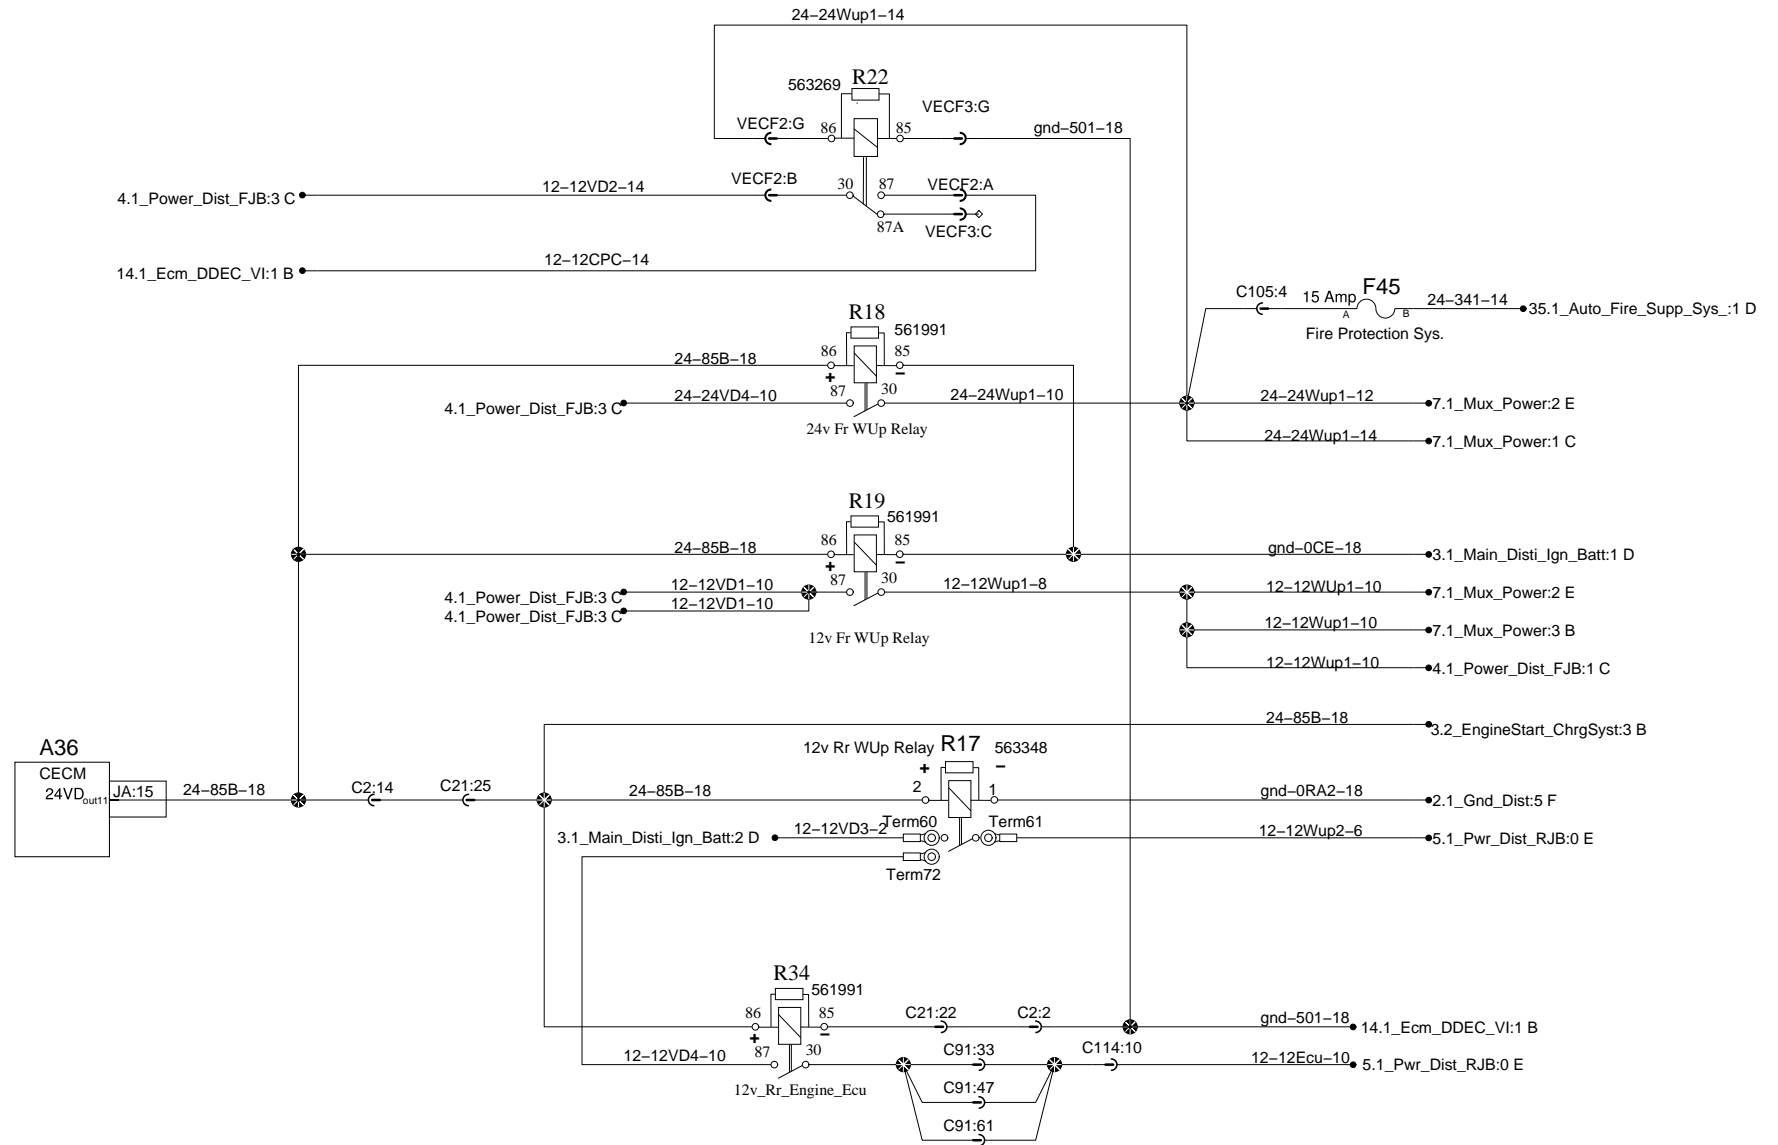 24–24Wup1–14
R22
563269
VECF3:G
VECF2:G
86
85
gnd–501–18
4.1_Power_Dist_FJB:3 C
12–12VD2–14
VECF2:B
30
87
VECF2:A
87A
VECF3:C
14.1_Ecm_DDEC_VI:1 B
12–12CPC–14
C105:4
15 Amp
F45
A
B
24–341–14
35.1_Auto_Fire_Supp_Sys_:1 D
Fire Protection Sys.
R18
561991
24–85B–18
86
85
+
–
4.1_Power_Dist_FJB:3 C
24–24VD4–10
87
30
24–24Wup1–10
24–24Wup1–12
7.1_Mux_Power:2 E
24v Fr WUp Relay
24–24Wup1–14
7.1_Mux_Power:1 C
R19
561991
24–85B–18
86
85
+
–
gnd–0CE–18
3.1_Main_Disti_Ign_Batt:1 D
4.1_Power_Dist_FJB:3 C
12–12VD1–10
87
30
12–12Wup1–8
12–12WUp1–10
7.1_Mux_Power:2 E
4.1_Power_Dist_FJB:3 C
12–12VD1–10
12v Fr WUp Relay
12–12Wup1–10
7.1_Mux_Power:3 B
12–12Wup1–10
4.1_Power_Dist_FJB:1 C
24–85B–18
3.2_EngineStart_ChrgSyst:3 B
A36
CECM
24VD
out11
JA:15
24–85B–18
C2:14
C21:25
24–85B–18
12v Rr WUp Relay
R17
563348
+
–
2
1
gnd–0RA2–18
2.1_Gnd_Dist:5 F
3.1_Main_Disti_Ign_Batt:2 D
12–12VD3–2
Term60
Term61
12–12Wup2–6
5.1_Pwr_Dist_RJB:0 E
Term72
R34
561991
86
85
+
–
C21:22
C2:2
gnd–501–18
14.1_Ecm_DDEC_VI:1 B
12–12VD4–10
87
30
C91:33
C114:10
12–12Ecu–10
5.1_Pwr_Dist_RJB:0 E
12v_Rr_Engine_Ecu
C91:47
C91:61